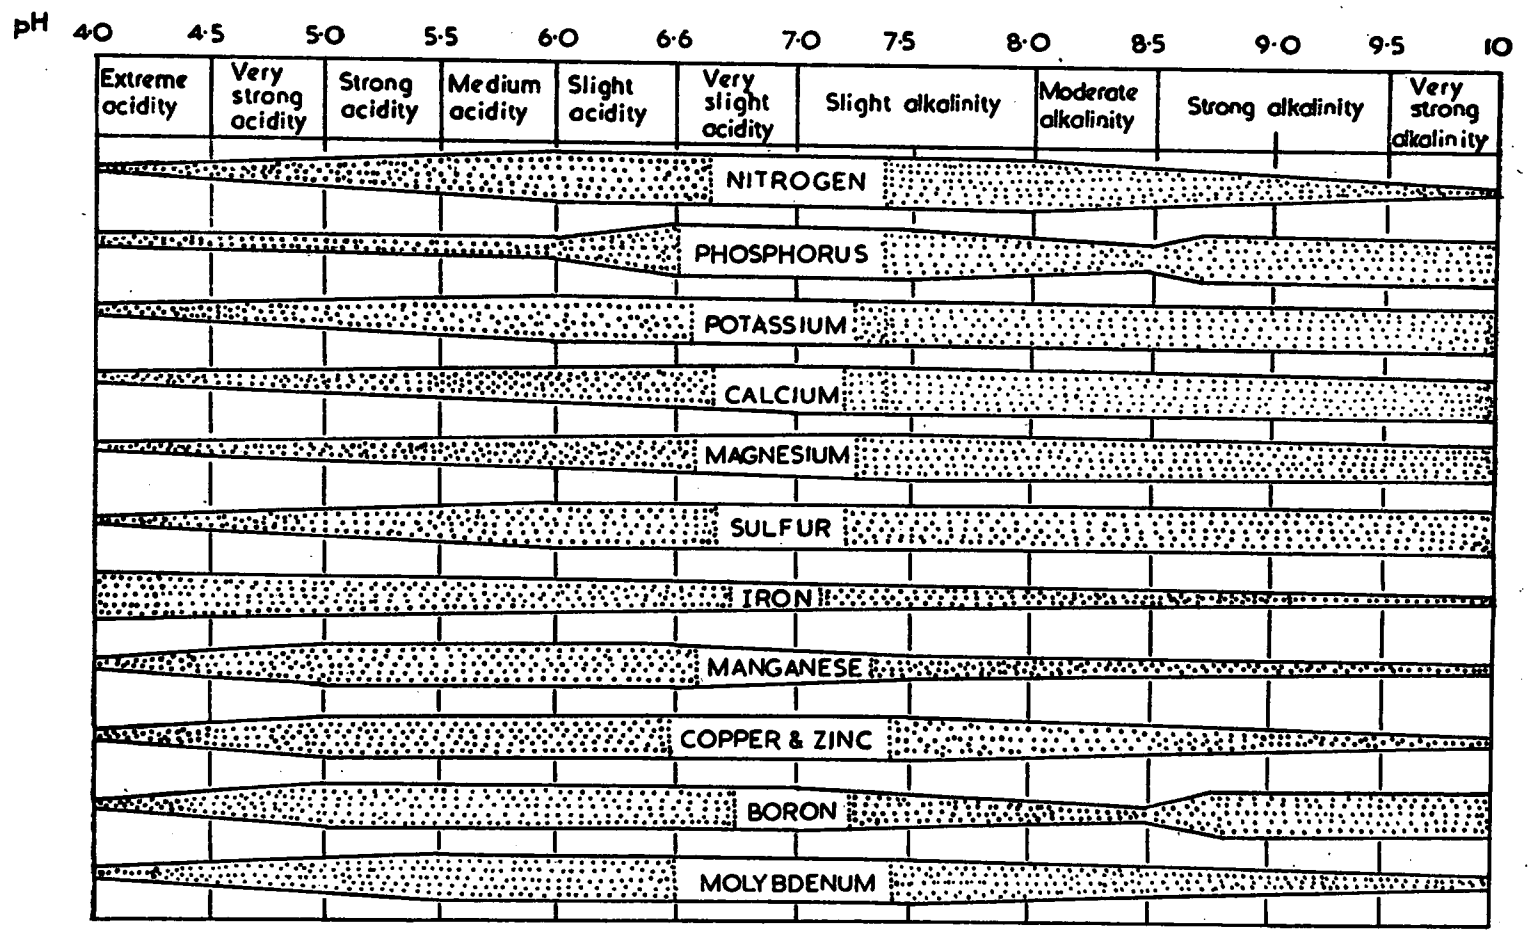 pH 4·0 4·5 5·0 5·5 6·0 6·6 7·0 7·5 8·0 8·5 9·0 9·5 10
Extreme
acidity
Very
strong
acidity
Strong
acidity
Medium
acidity
Slight
acidity
Very
slight
acidity
Slight alkalinity
Moderate
alkalinity
Strong alkalinity
Very
strong
alkalinity
NITROGEN
PHOSPHORUS
POTASSIUM
CALCIUM
MAGNESIUM
SULFUR
IRON
MANGANESE
COPPER & ZINC
BORON
MOLYBDENUM